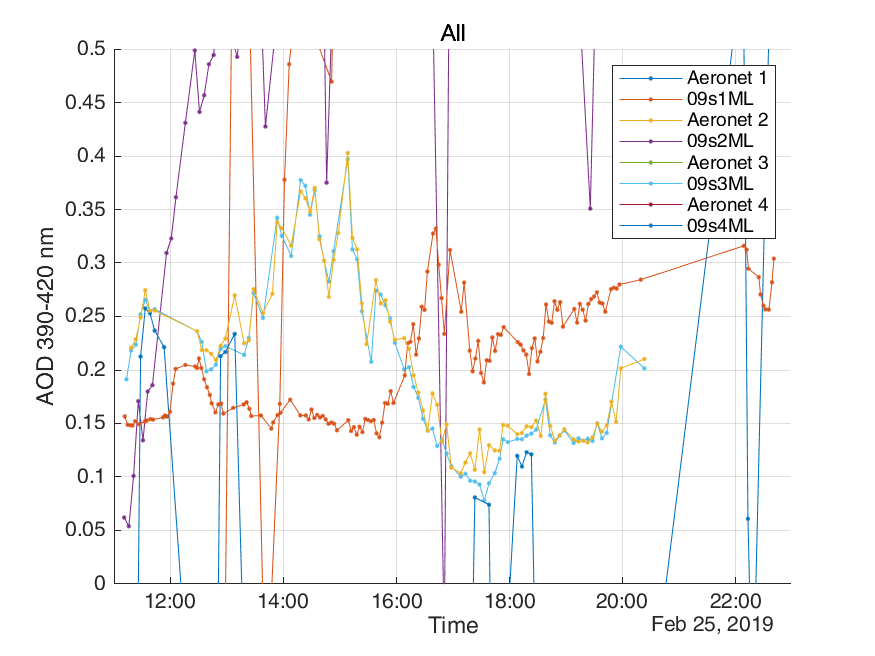 All
0.5
0.45
0.4
0.35
0.3
0.25
0.2
0.15
0.1
0.05
0
AOD 390-420 nm
Aeronet 1
09s1ML
Aeronet 2
09s2ML
Aeronet 3
09s3ML
Aeronet 4
09s4ML
12:00 14:00 16:00 18:00 20:00 22:00
Time
Feb 25, 2019